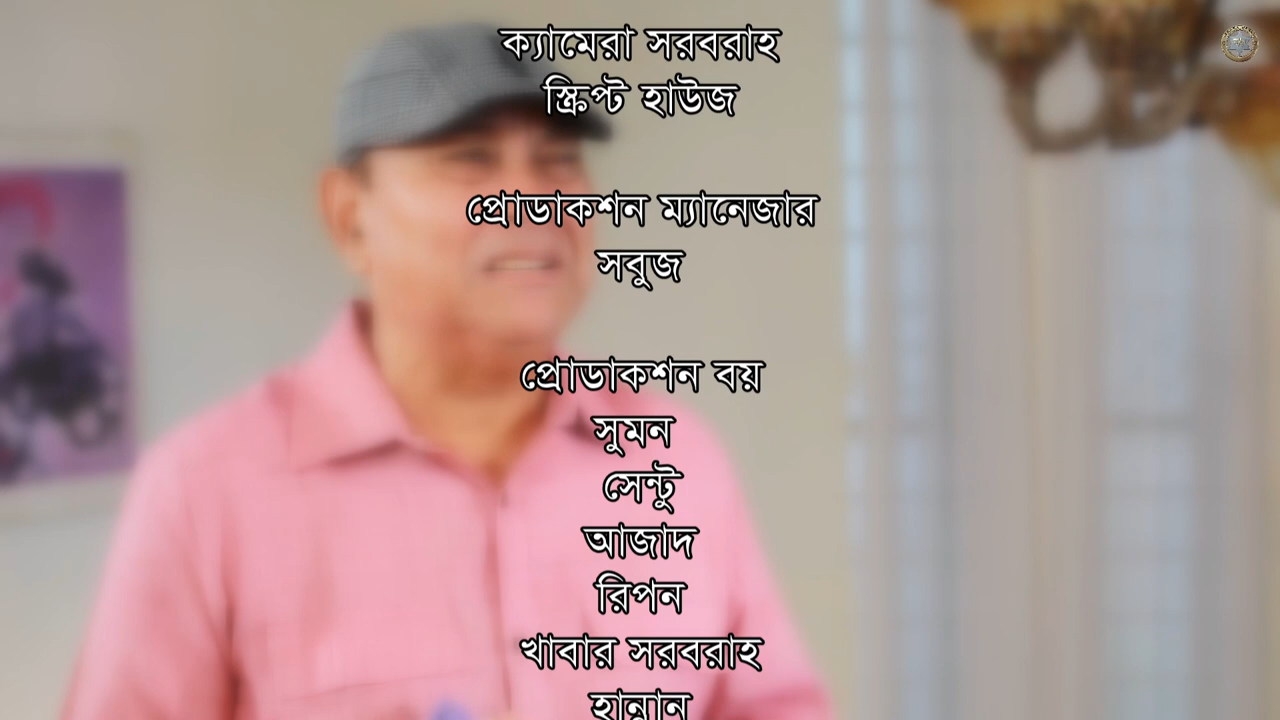 ক্যামেরা সরবরাহ
স্ক্রিপ্ট হাউজ
প্রোডাকশন ম্যানেজার
সবুজ
প্রোডাকশন বয়
সুমন
সেন্টু
আজাদ
রিপন
খাবার সরবরাহ
হান্নান